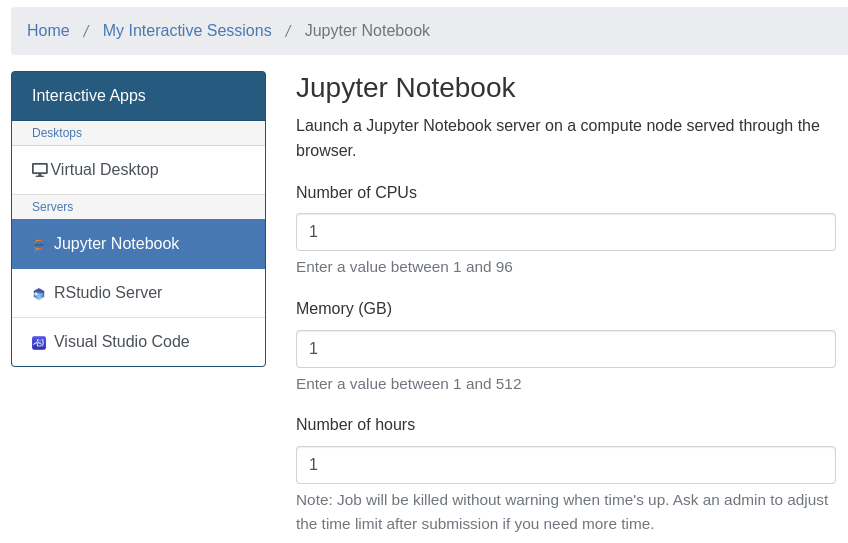 Home / My Interactive Sessions / Jupyter Notebook
Interactive Apps
Desktops
Virtual Desktop
Servers
Jupyter Notebook
RStudio Server
Visual Studio Code
Jupyter Notebook
Launch a Jupyter Notebook server on a compute node served through the
browser.
Number of CPUs
1
Enter a value between 1 and 96
Memory (GB)
1
Enter a value between 1 and 512
Number of hours
1
Note: Job will be killed without warning when time's up. Ask an admin to adjust
the time limit after submission if you need more time.